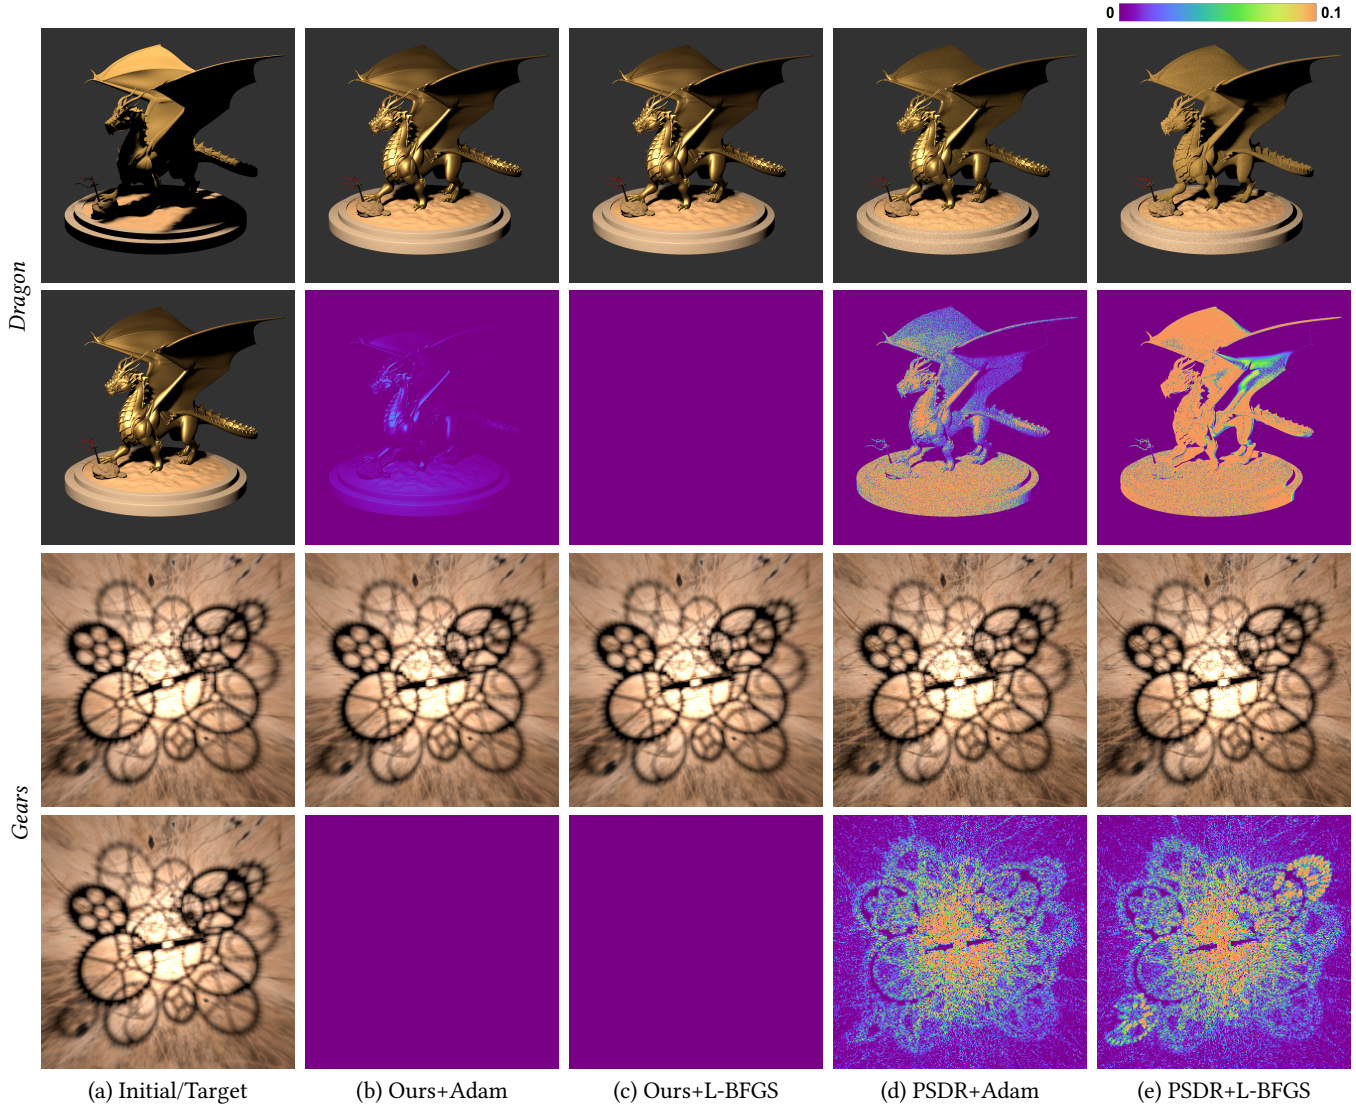 0 0.1
Dragon
Gears
(a) Initial/Target
(b) Ours+Adam
(c) Ours+L-BFGS
(d) PSDR+Adam
(e) PSDR+L-BFGS